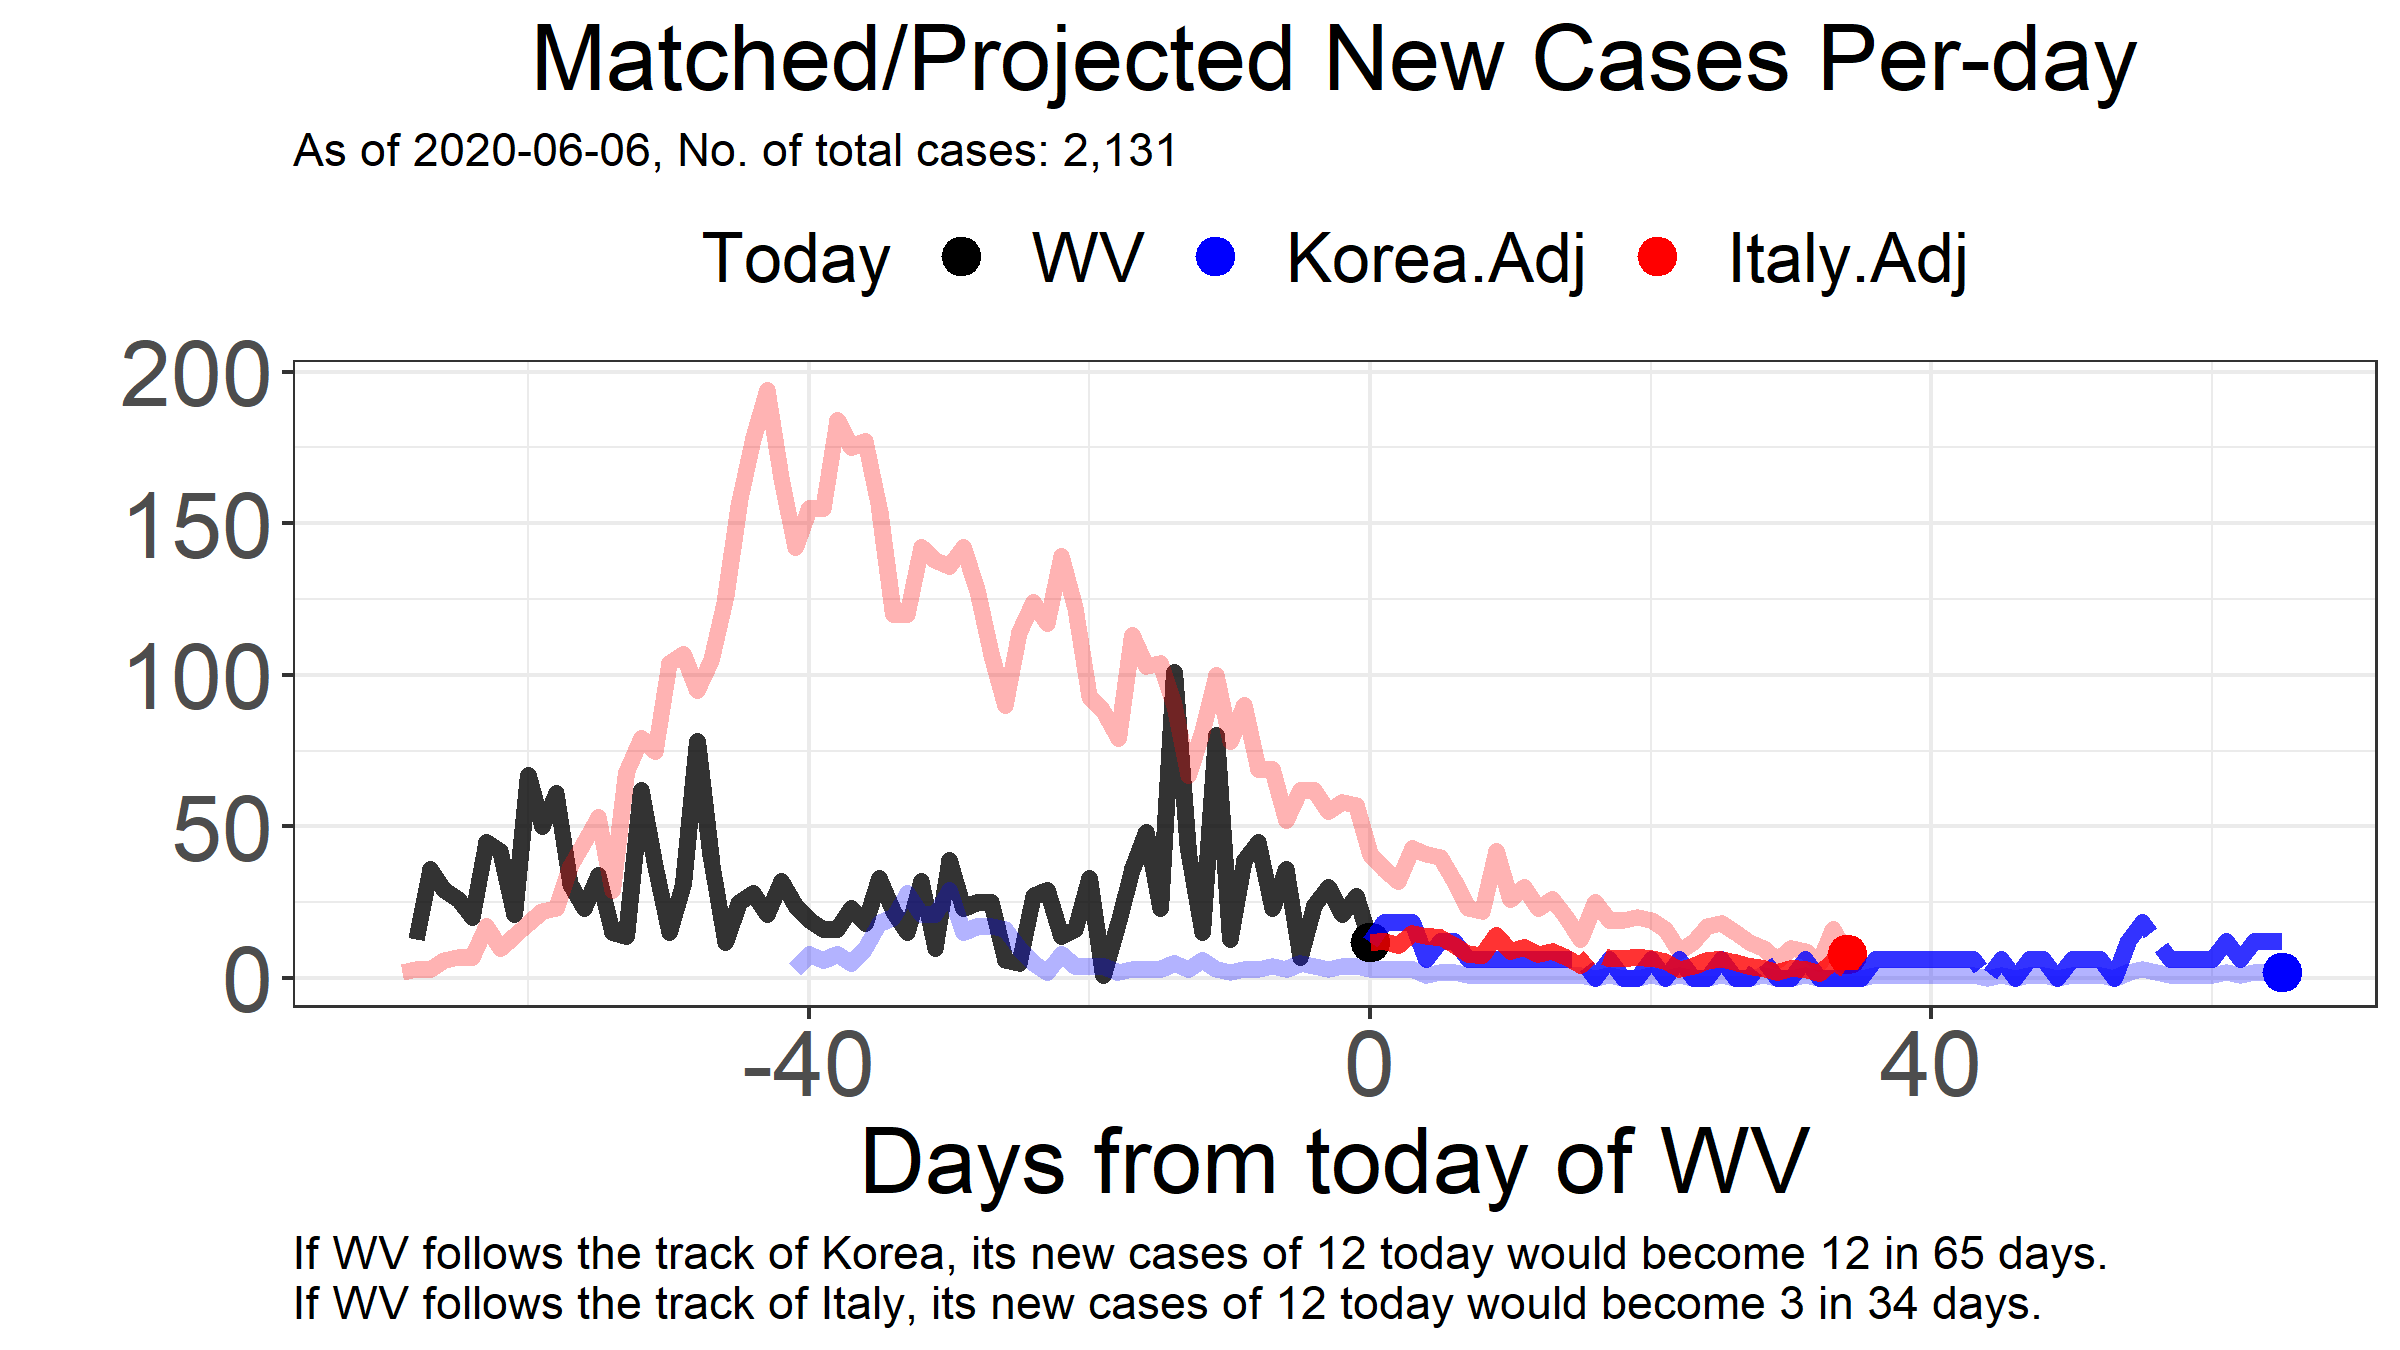 Matched/Projected New Cases Per-day
As of 2020-06-06, No. of total cases: 2,131
Today WV Korea.Adj Italy.Adj
200
150
100
50
0
-40 0 40
Days from today of WV
If WV follows the track of Korea, its new cases of 12 today would become 12 in 65 days.
If WV follows the track of Italy, its new cases of 12 today would become 3 in 34 days.